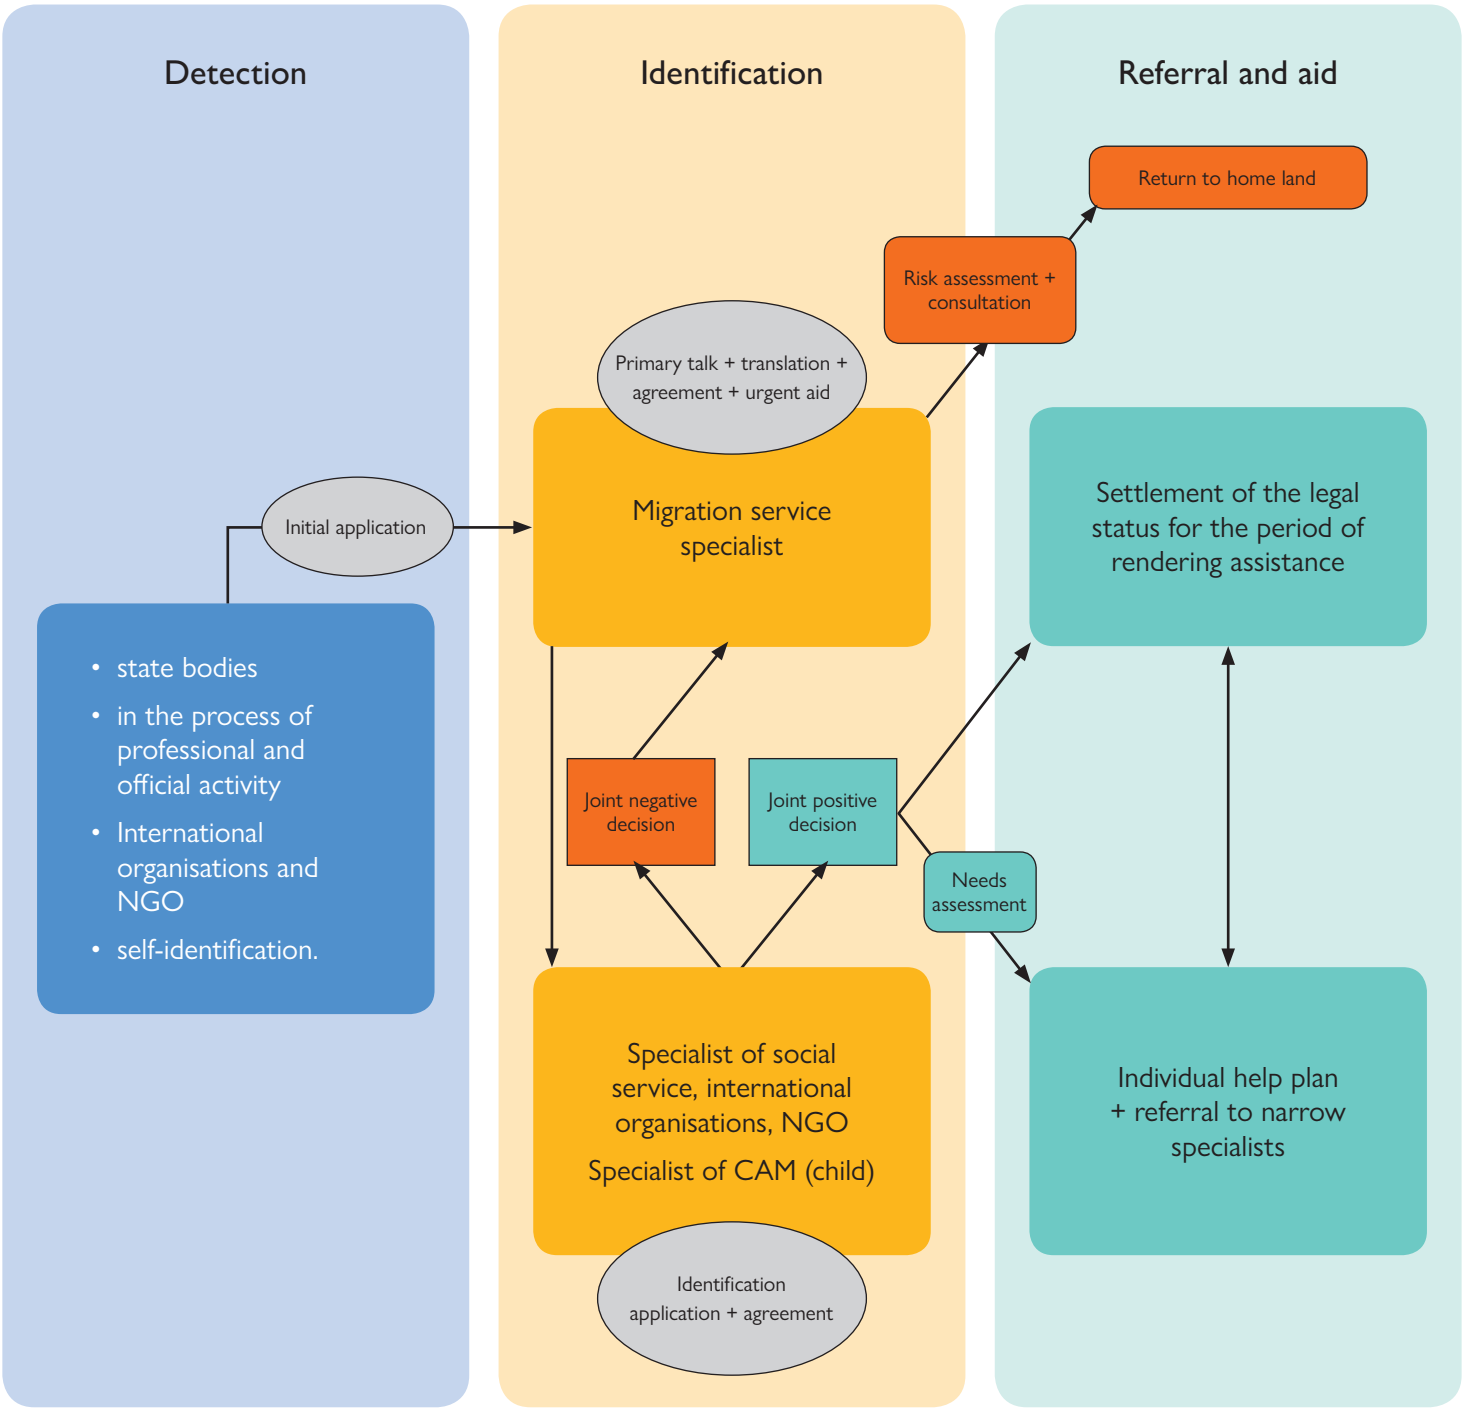 Detection
Initial application
• state bodies
• in the process of
professional and
official activity
• International
organisations and
NGO
• self-identification.
Identification
Primary talk + translation +
agreement + urgent aid
Migration service
specialist
Joint negative
decision
Joint positive
decision
Specialist of social
service, international
organisations, NGO
Specialist of CAM (child)
Identification
application + agreement
Risk assessment +
consultation
Needs
assessment
Referral and aid
Return to home land
Settlement of the legal
status for the period of
rendering assistance
Individual help plan
+ referral to narrow
specialists